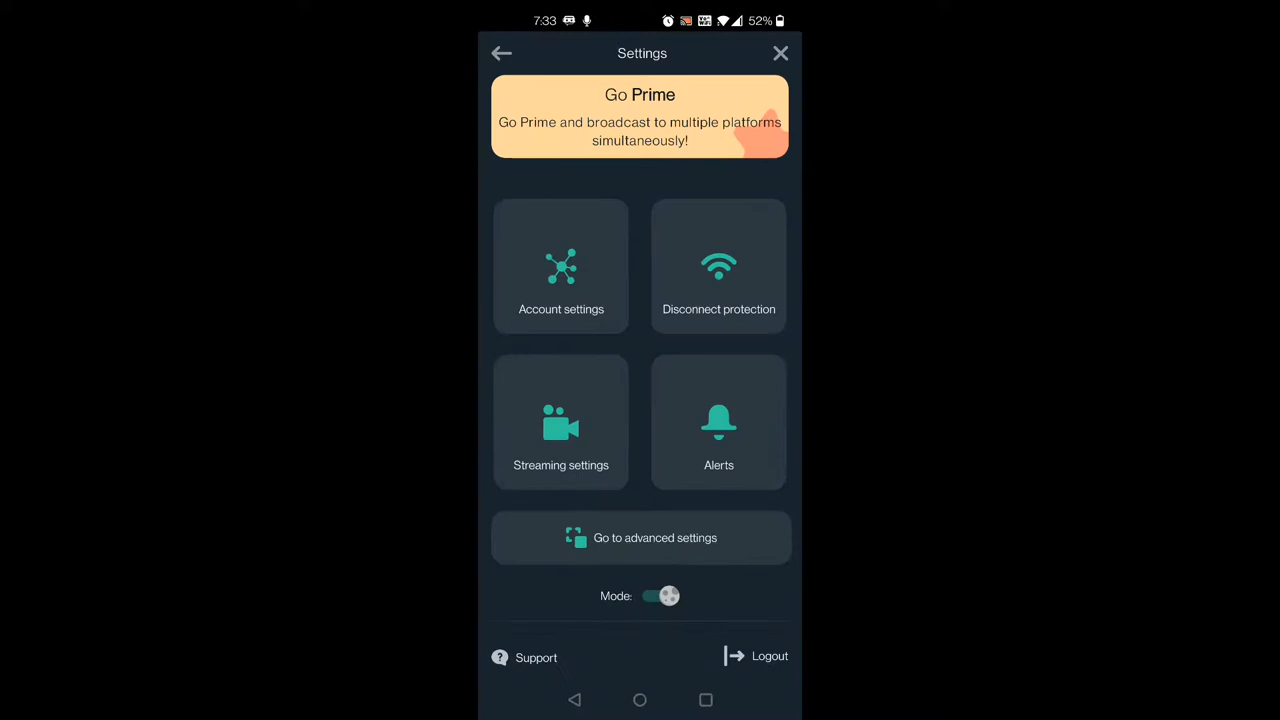 7:33
52%
Settings
Go Prime
Go Prime and broadcast to multiple platforms
simultaneously!
Account settings
Disconnect protection
Streaming settings
Alerts
Go to advanced settings
Mode:
Support
Logout